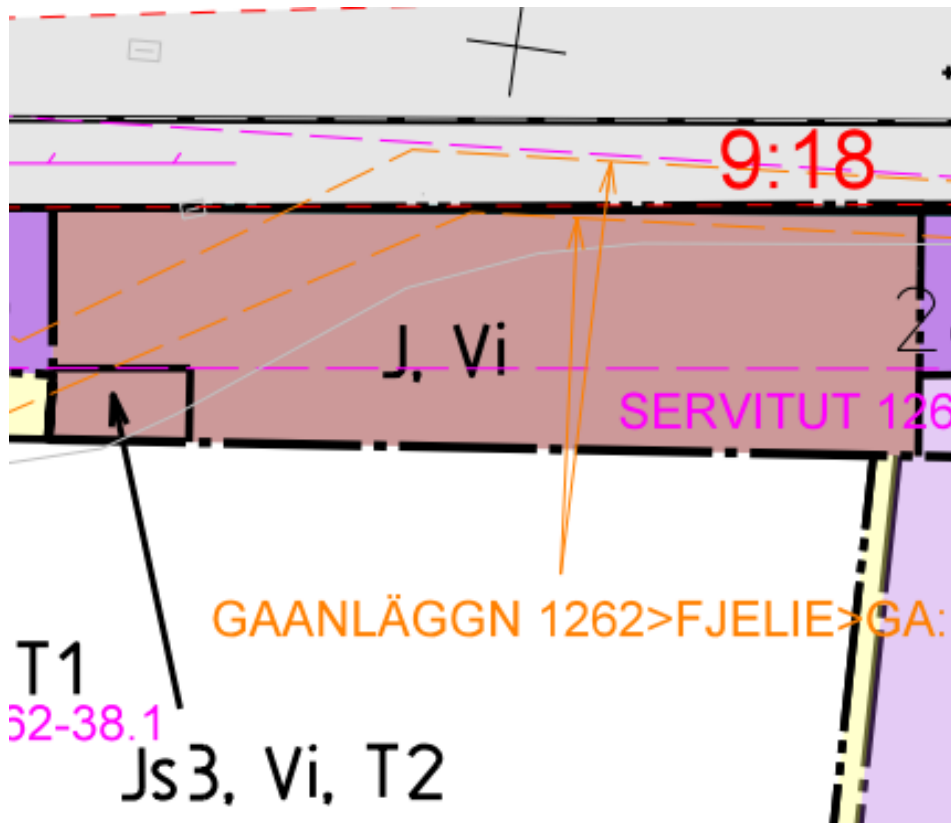 9:18
J, Vi
SERVITUT 126
GAANLÄGGN 1262>FJELIE>GA:
T1
62-38.1
Js3, Vi, T2